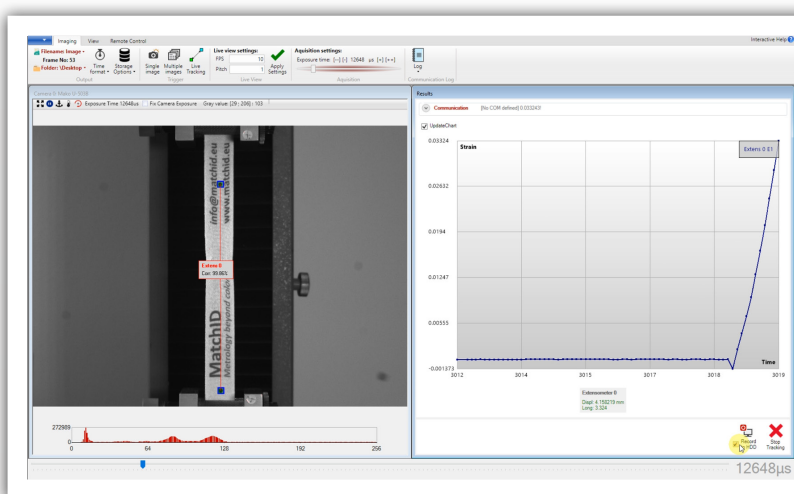 Imaging View Remote Control
Interactive Help
Filename: Image
Frame No: 53
Folder: \Desktop
Time format
Storage Options
Output
Single image
Multiple images
Live Tracking
Trigger
Live view settings:
FPS 10
Pitch 1
Apply Settings
Live View
Aquisition settings:
Exposure time: [--] [-] 12648 µs [+] [++]
Aquisition
Log
Communication Log
Exposure Time 12648us Fix Camera Exposure Gray value: (29 : 206) : 103
info@matchid.eu
www.matchid.eu
Extens 0
Corr: 99.86%
MatchID
Metrology beyond colors
272989
0
0 64 128 192 256
Results
Communication [No COM defined] 0.033243!
UpdateChart
Strain
Extens 0 E1
0.03324
0.02632
0.0194
0.01247
0.00555
-0.001373
3012 3014 3015 3017 3018 3019
Time
Extensometer 0
Displ: 4.158219 mm
Long: 3.324
Record to HDD
Stop Tracking
12648µs